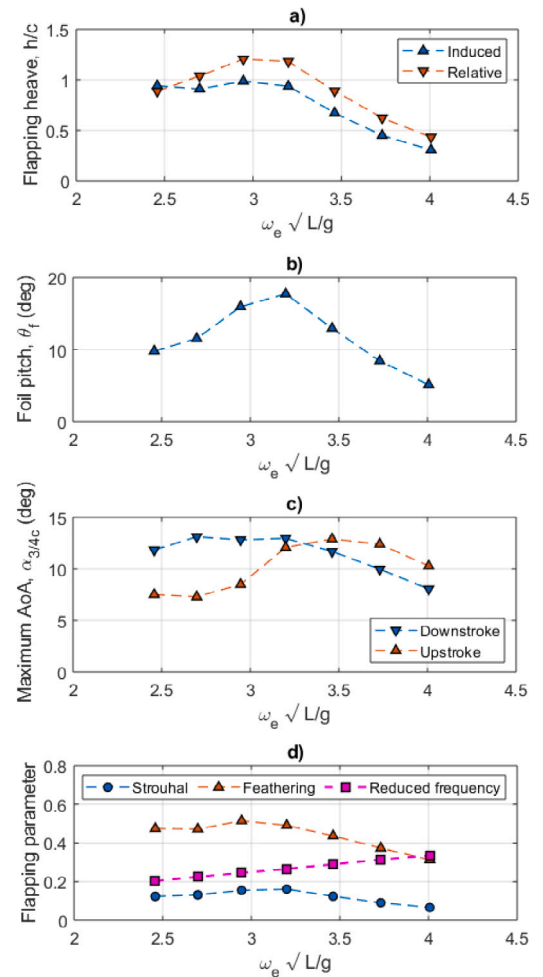 a)
Flapping heave, h/c
1.5
1
0.5
0
Induced
Relative
2 2.5 3 3.5 4 4.5
ωe √ L/g
b)
Foil pitch, θf (deg)
20
10
0
2 2.5 3 3.5 4 4.5
ωe √ L/g
c)
Maximum AoA, α3/4c (deg)
15
10
5
0
Downstroke
Upstroke
2 2.5 3 3.5 4 4.5
ωe √ L/g
d)
Flapping parameter
0.8
0.6
0.4
0.2
0
Strouhal Feathering Reduced frequency
2 2.5 3 3.5 4 4.5
ωe √ L/g